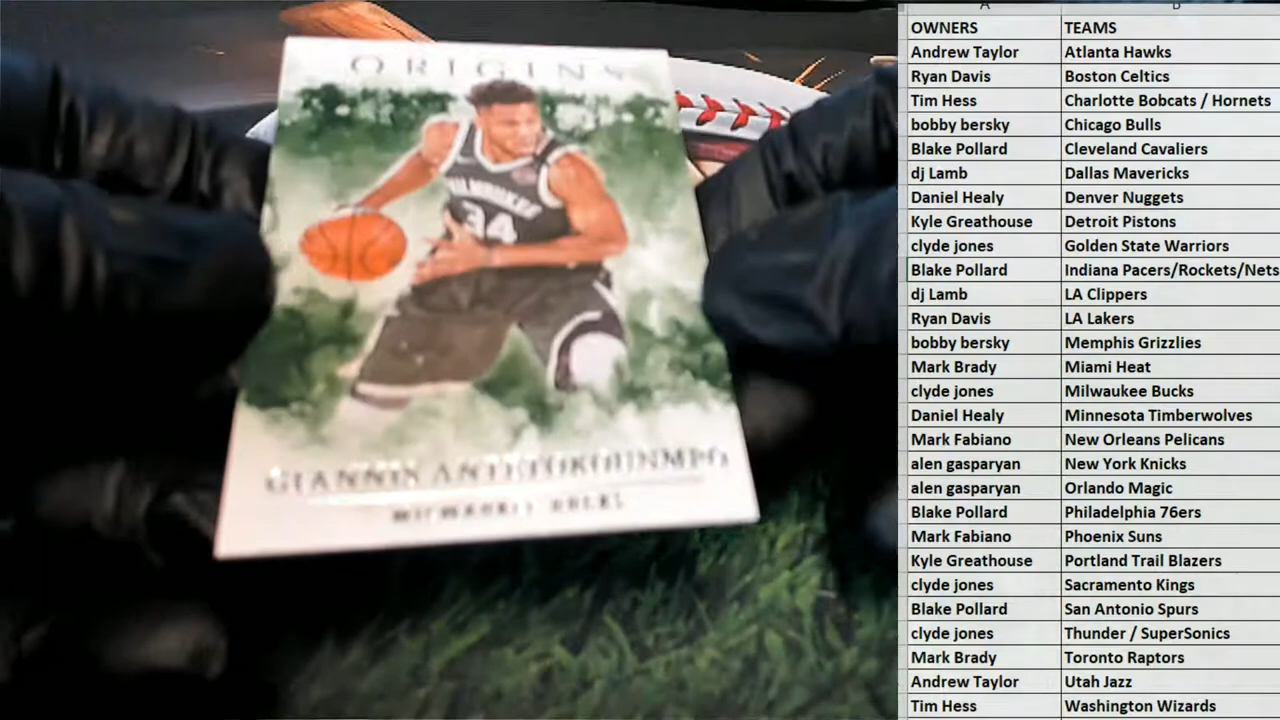 ORIGINS
MILWAUKEE
34
GIANNIS ANTETOKOUNMPO
MILWAUKEE BUCKS
A B
OWNERS TEAMS
Andrew Taylor Atlanta Hawks
Ryan Davis Boston Celtics
Tim Hess Charlotte Bobcats / Hornets
bobby bersky Chicago Bulls
Blake Pollard Cleveland Cavaliers
dj Lamb Dallas Mavericks
Daniel Healy Denver Nuggets
Kyle Greathouse Detroit Pistons
clyde jones Golden State Warriors
Blake Pollard Indiana Pacers/Rockets/Nets
dj Lamb LA Clippers
Ryan Davis LA Lakers
bobby bersky Memphis Grizzlies
Mark Brady Miami Heat
clyde jones Milwaukee Bucks
Daniel Healy Minnesota Timberwolves
Mark Fabiano New Orleans Pelicans
alen gasparyan New York Knicks
alen gasparyan Orlando Magic
Blake Pollard Philadelphia 76ers
Mark Fabiano Phoenix Suns
Kyle Greathouse Portland Trail Blazers
clyde jones Sacramento Kings
Blake Pollard San Antonio Spurs
clyde jones Thunder / SuperSonics
Mark Brady Toronto Raptors
Andrew Taylor Utah Jazz
Tim Hess Washington Wizards